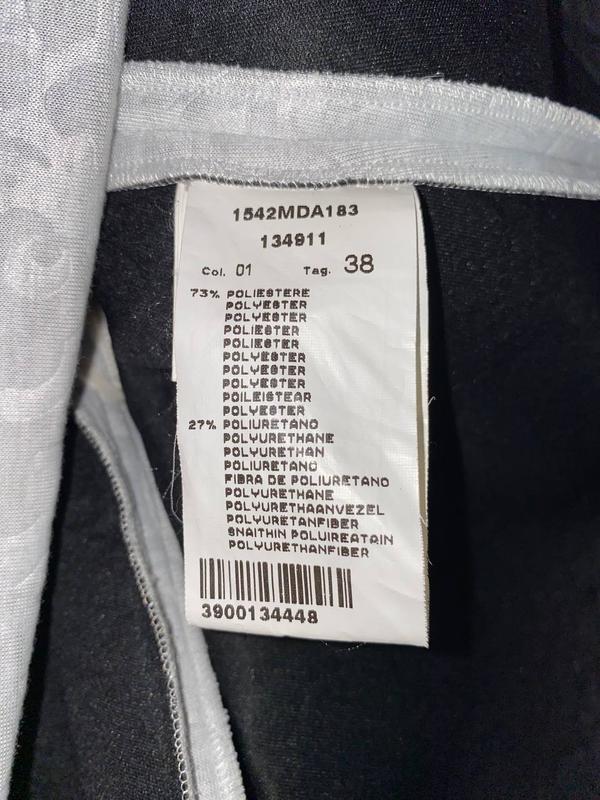 1542MDA183
134911
Col. 01 Tag. 38
73% POLIESTERE
POLYESTER
POLYESTER
POLIESTER
POLIESTER
POLYESTER
POLYESTER
POLYESTER
POILEISTEAR
POLYESTER
27% POLIURETANO
POLYURETHANE
POLYURETHAN
POLIURETANO
FIBRA DE POLIURETANO
POLYURETHANE
POLYURETHAANVEZEL
POLYURETANFIBER
SNAITHIN POLUIREATAIN
POLYURETHANFIBER
3900134448